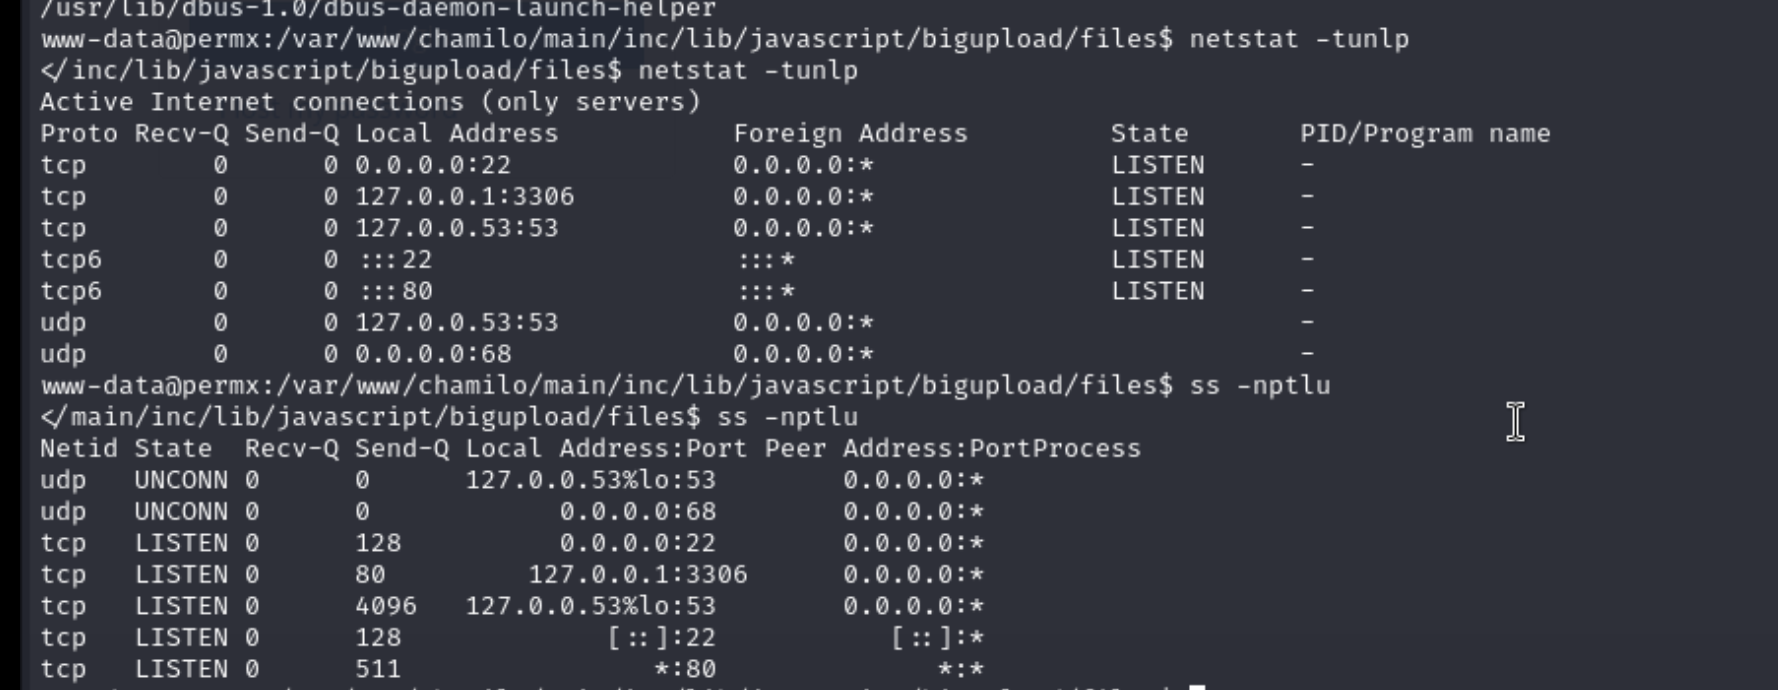 /usr/lib/dbus-1.0/dbus-daemon-launch-helper
www-data@permx:/var/www/chamilo/main/inc/lib/javascript/bigupload/files$ netstat -tunlp
</inc/lib/javascript/bigupload/files$ netstat -tunlp
Active Internet connections (only servers)
Proto Recv-Q Send-Q Local Address           Foreign Address         State       PID/Program name
tcp        0      0 0.0.0.0:22              0.0.0.0:*               LISTEN      -
tcp        0      0 127.0.0.1:3306          0.0.0.0:*               LISTEN      -
tcp        0      0 127.0.0.53:53           0.0.0.0:*               LISTEN      -
tcp6       0      0 :::22                   :::*                    LISTEN      -
tcp6       0      0 :::80                   :::*                    LISTEN      -
udp        0      0 127.0.0.53:53           0.0.0.0:*                           -
udp        0      0 0.0.0.0:68              0.0.0.0:*                           -
www-data@permx:/var/www/chamilo/main/inc/lib/javascript/bigupload/files$ ss -nptlu
</main/inc/lib/javascript/bigupload/files$ ss -nptlu
Netid State  Recv-Q Send-Q Local Address:Port Peer Address:PortProcess
udp   UNCONN 0      0      127.0.0.53%lo:53        0.0.0.0:*
udp   UNCONN 0      0            0.0.0.0:68        0.0.0.0:*
tcp   LISTEN 0      128          0.0.0.0:22        0.0.0.0:*
tcp   LISTEN 0      80         127.0.0.1:3306      0.0.0.0:*
tcp   LISTEN 0      4096   127.0.0.53%lo:53        0.0.0.0:*
tcp   LISTEN 0      128             [::]:22           [::]:*
tcp   LISTEN 0      511                *:80              *:*